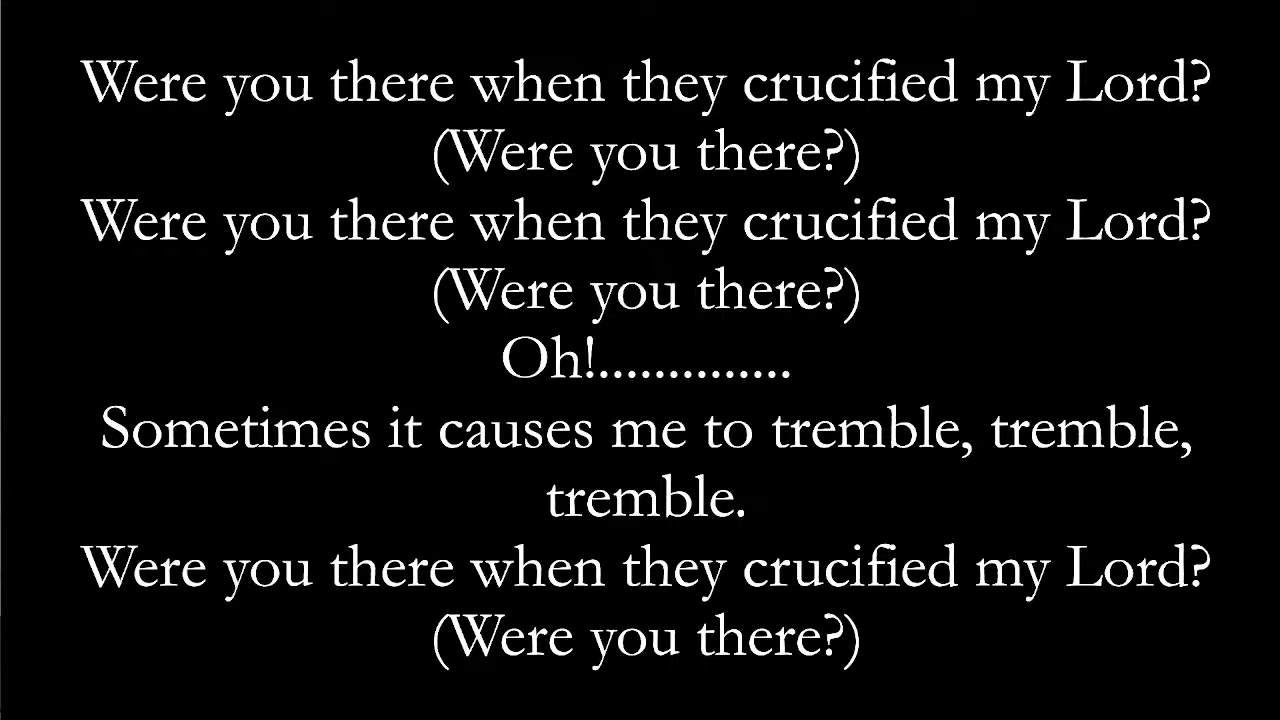 Were you there when they crucified my Lord?
(Were you there?)
Were you there when they crucified my Lord?
(Were you there?)
Oh!..............
Sometimes it causes me to tremble, tremble,
tremble.
Were you there when they crucified my Lord?
(Were you there?)